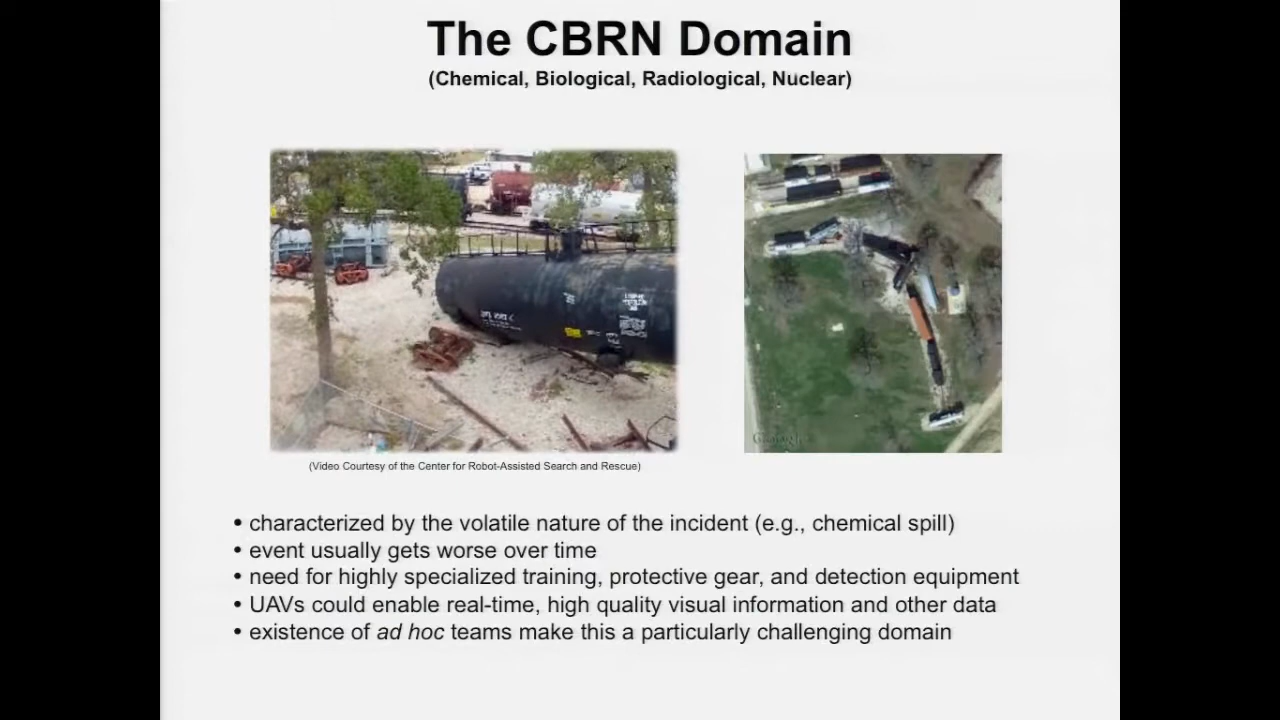 The CBRN Domain
(Chemical, Biological, Radiological, Nuclear)
(Video Courtesy of the Center for Robot-Assisted Search and Rescue)
• characterized by the volatile nature of the incident (e.g., chemical spill)
• event usually gets worse over time
• need for highly specialized training, protective gear, and detection equipment
• UAVs could enable real-time, high quality visual information and other data
• existence of ad hoc teams make this a particularly challenging domain